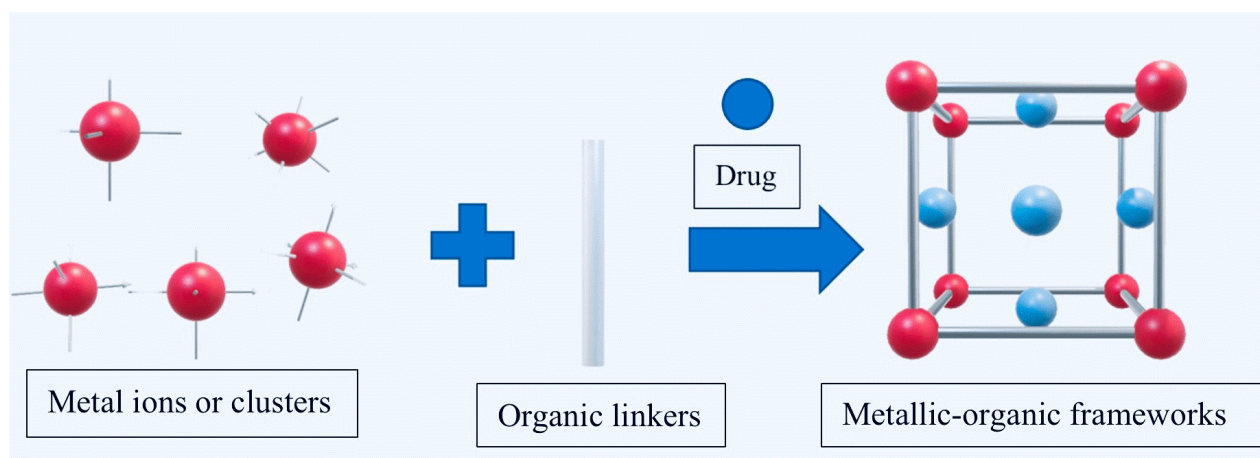 Drug
Metal ions or clusters
Organic linkers
Metallic-organic frameworks